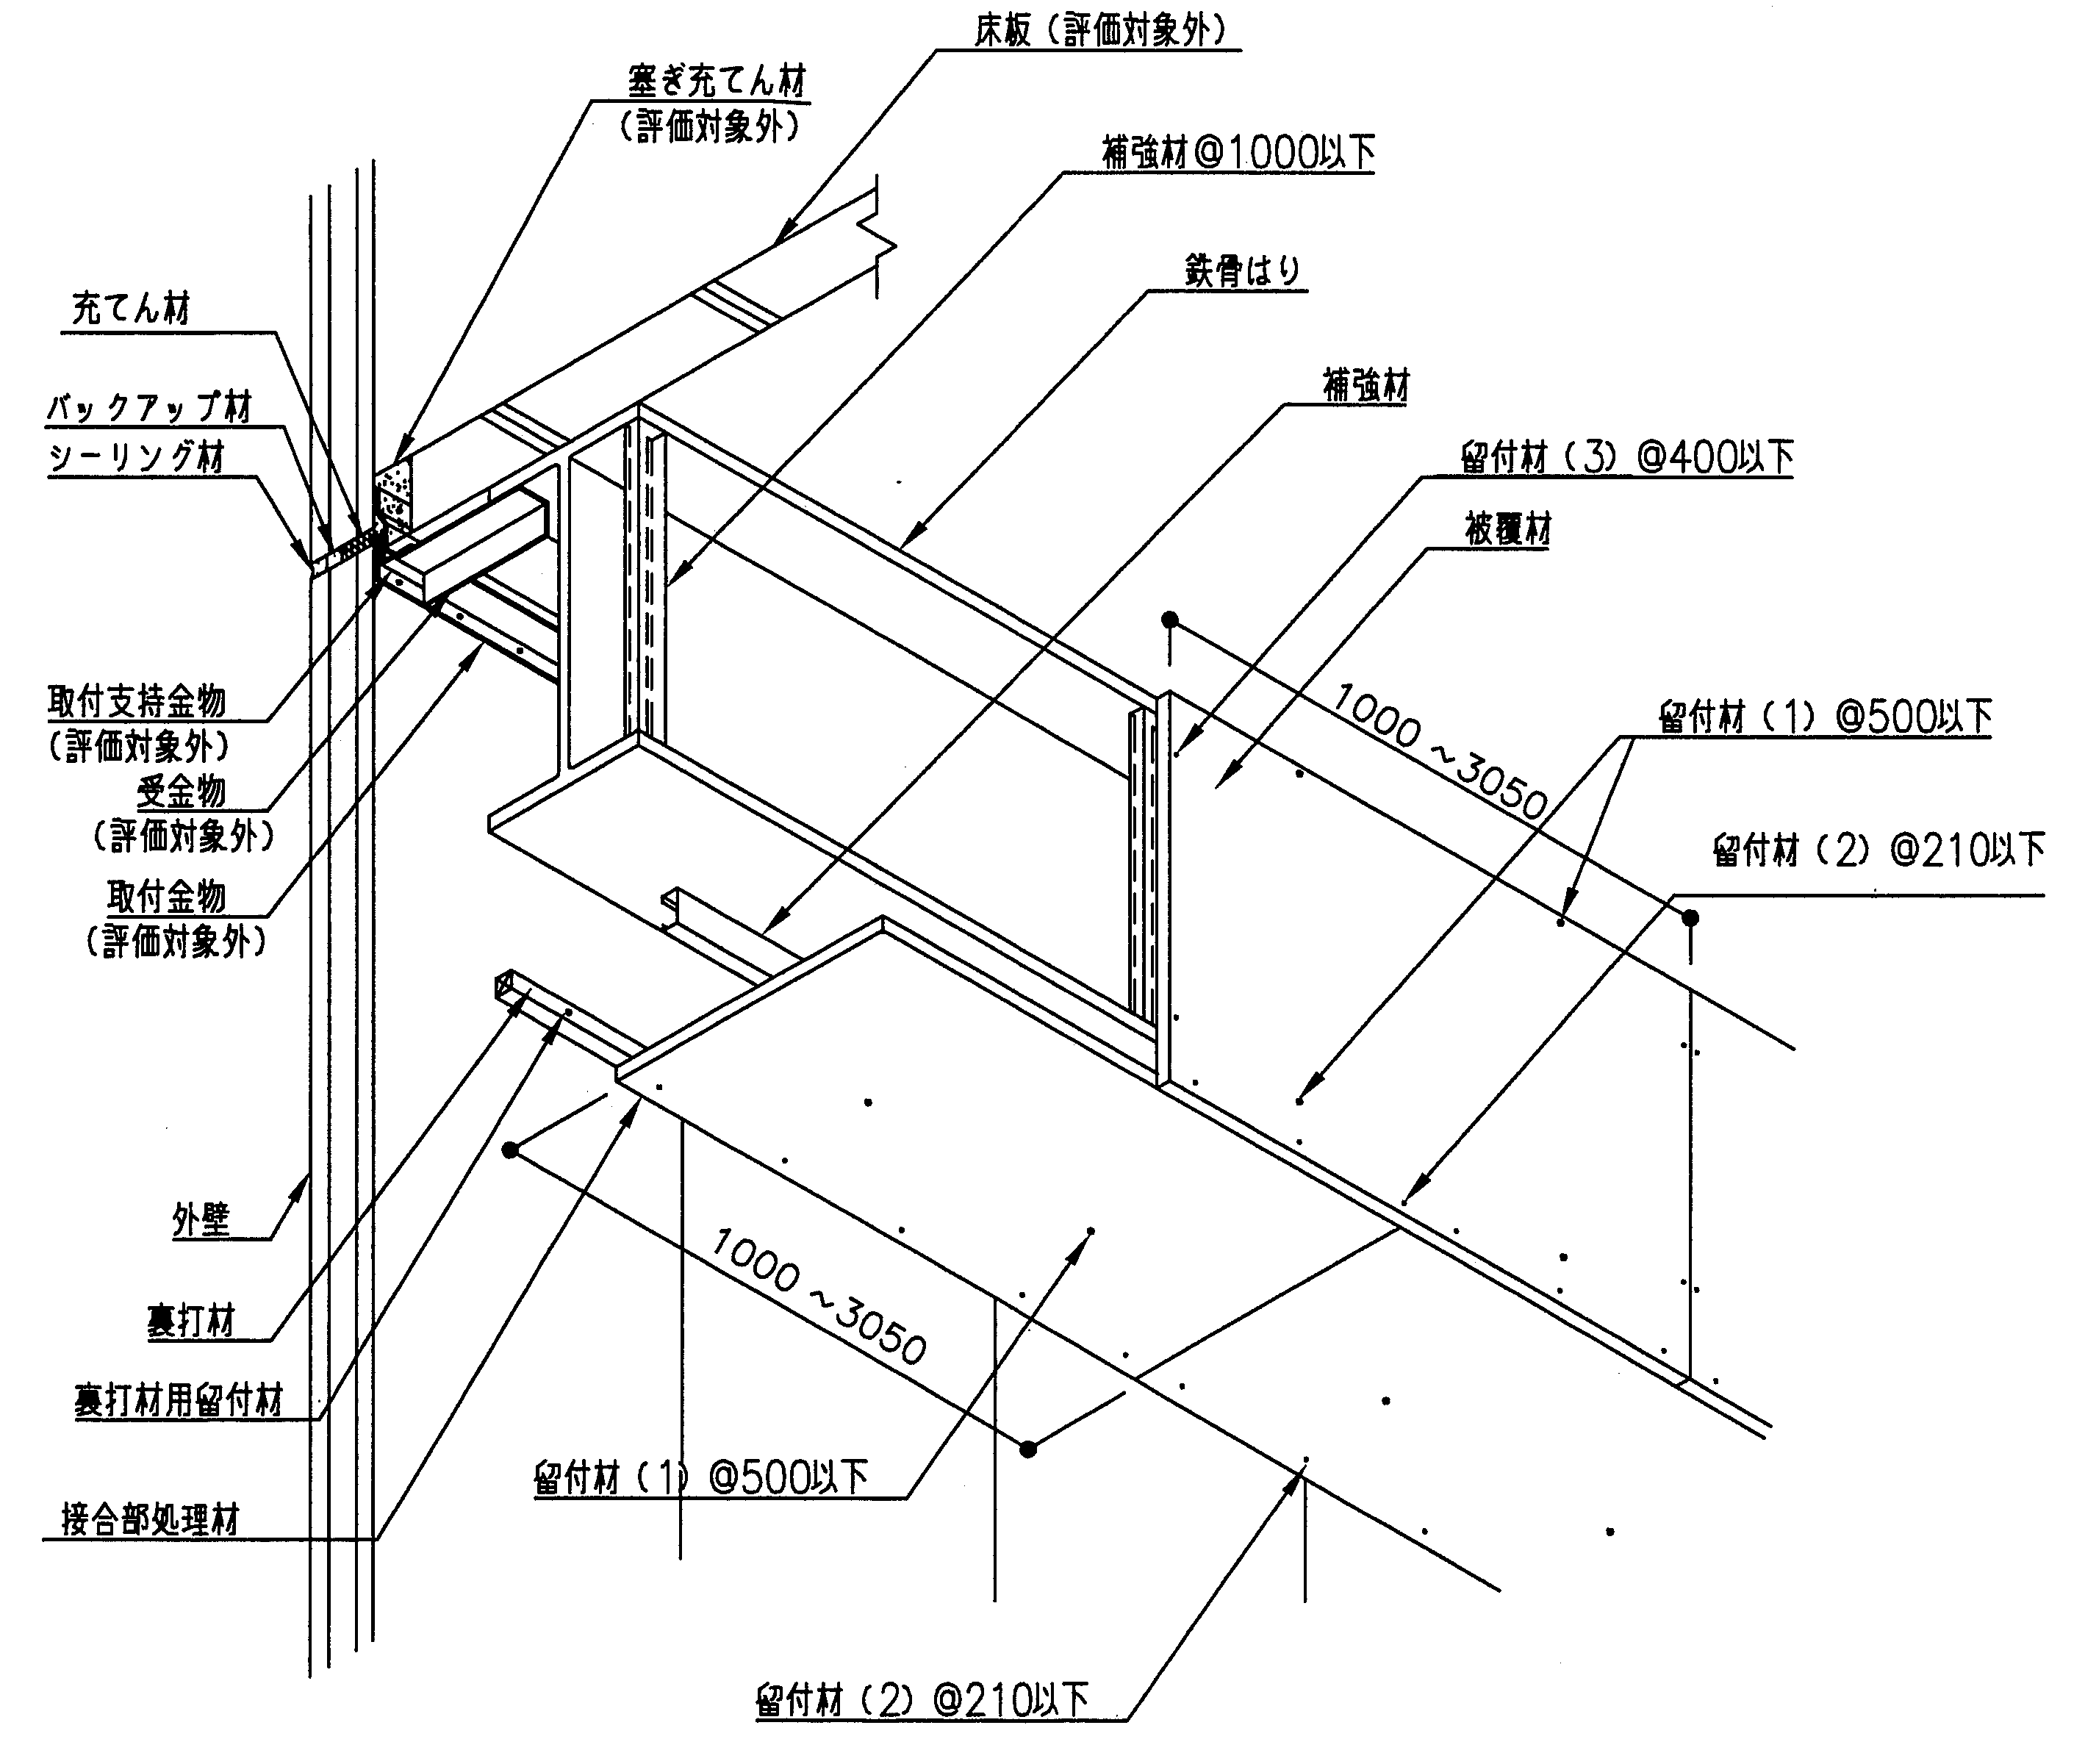 床板（評価対象外）
塞ぎ充てん材
（評価対象外）
補強材@1000以下
鉄骨はり
充てん材
補強材
バックアップ材
シーリング材
留付材（3）@400以下
被覆材
取付支持金物
（評価対象外）
1000～3050
留付材（1）@500以下
受金物
（評価対象外）
留付材（2）@210以下
取付金物
（評価対象外）
外壁
1000～3050
裏打材
裏打材用留付材
留付材（1）@500以下
接合部処理材
留付材（2）@210以下